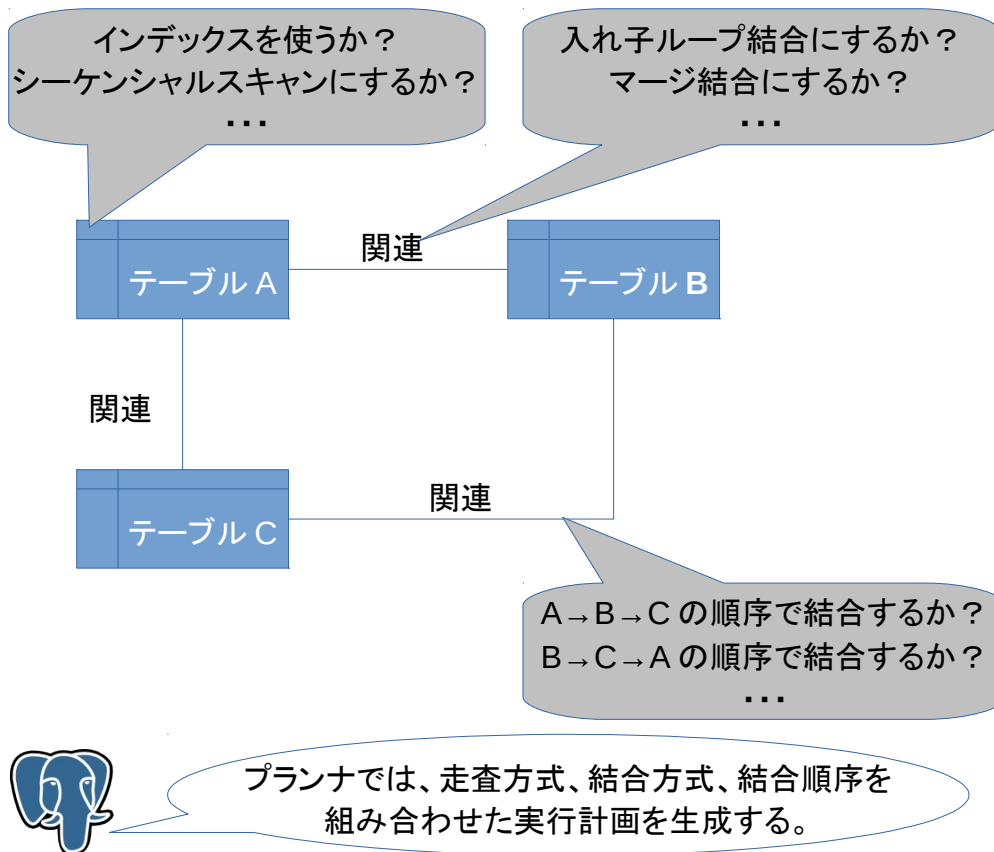 インデックスを使うか？
シーケンシャルスキャンにするか？
・・・
入れ子ループ結合にするか？
マージ結合にするか？
・・・
テーブル A
関連
テーブル B
関連
テーブル C
関連
A→B→C の順序で結合するか？
B→C→A の順序で結合するか？
・・・
プランナでは、走査方式、結合方式、結合順序を
組み合わせた実行計画を生成する。